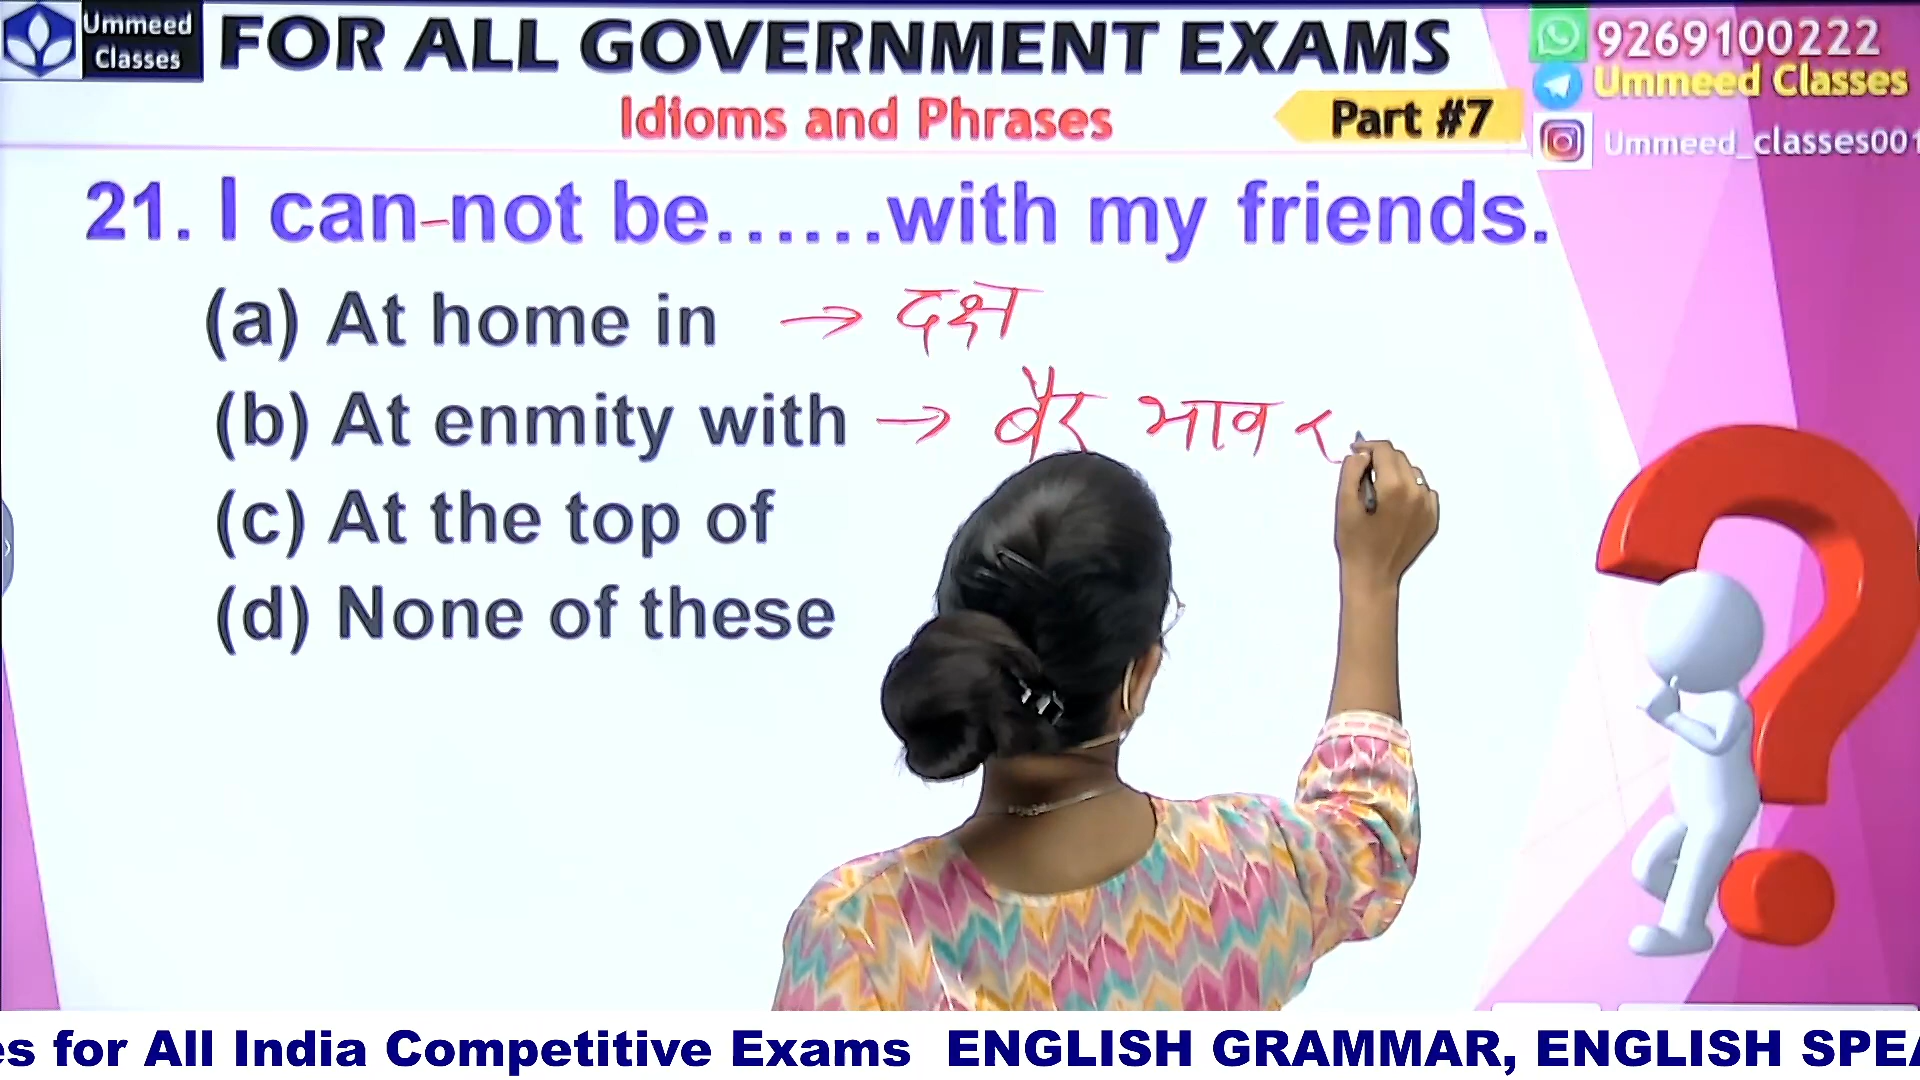 Ummeed
Classes
FOR ALL GOVERNMENT EXAMS
9269100222
Ummeed Classes
Idioms and Phrases
Part #7
Ummeed_classes001
21. I can-not be......with my friends.
(a) At home in → दक्ष
(b) At enmity with → बैर भाव
(c) At the top of
(d) None of these
for All India Competitive Exams ENGLISH GRAMMAR, ENGLISH